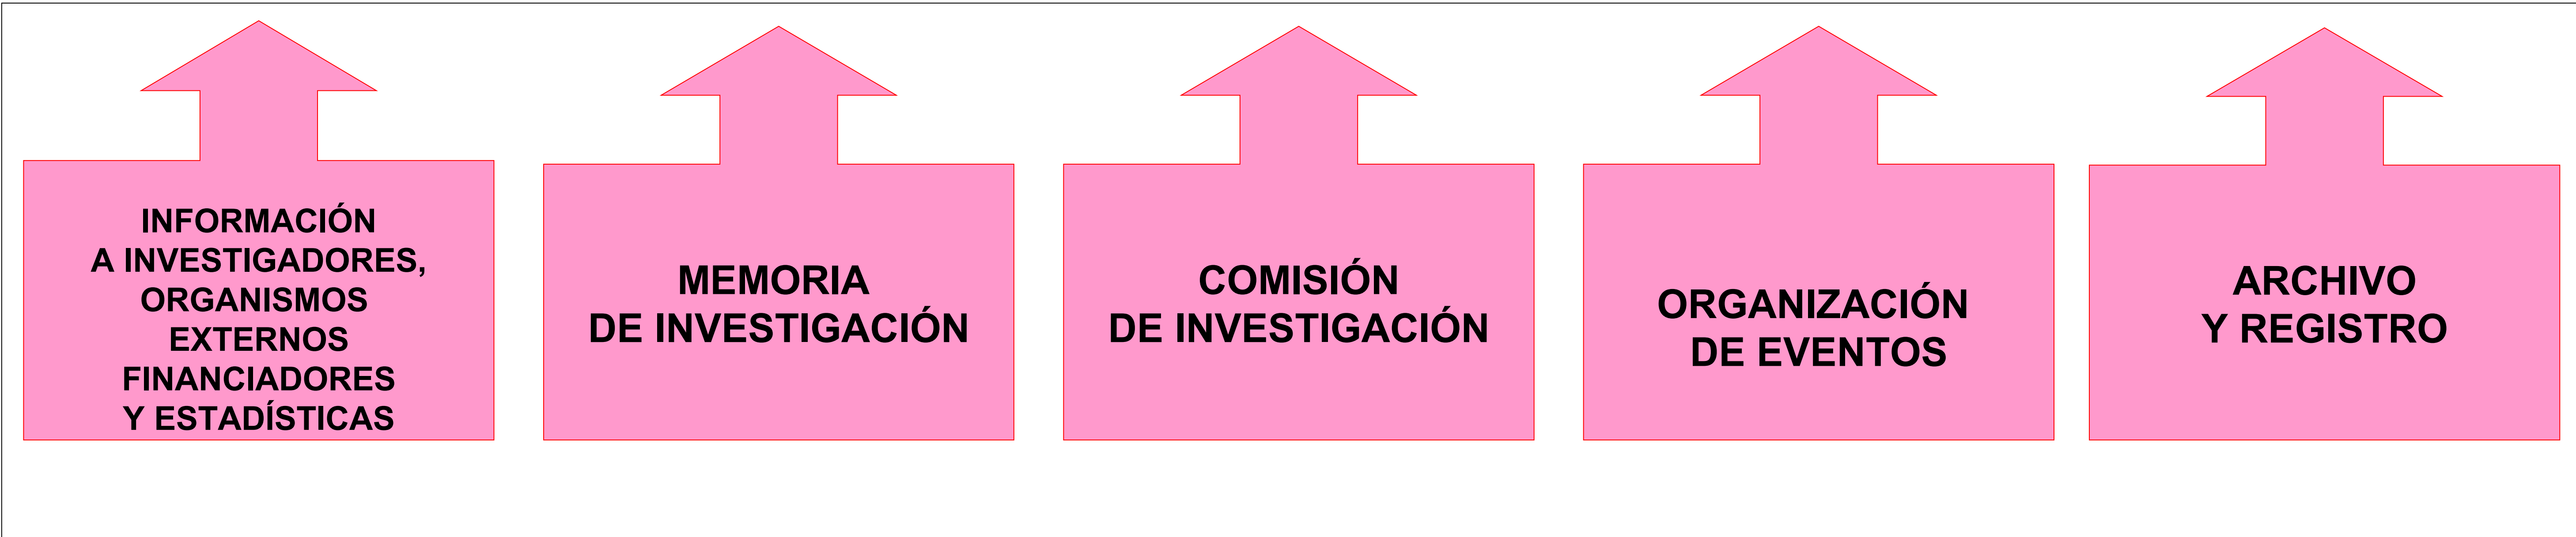 INFORMACIÓN
A INVESTIGADORES,
ORGANISMOS
EXTERNOS
FINANCIADORES
Y ESTADÍSTICAS
MEMORIA
DE INVESTIGACIÓN
COMISIÓN
DE INVESTIGACIÓN
ORGANIZACIÓN
DE EVENTOS
ARCHIVO
Y REGISTRO